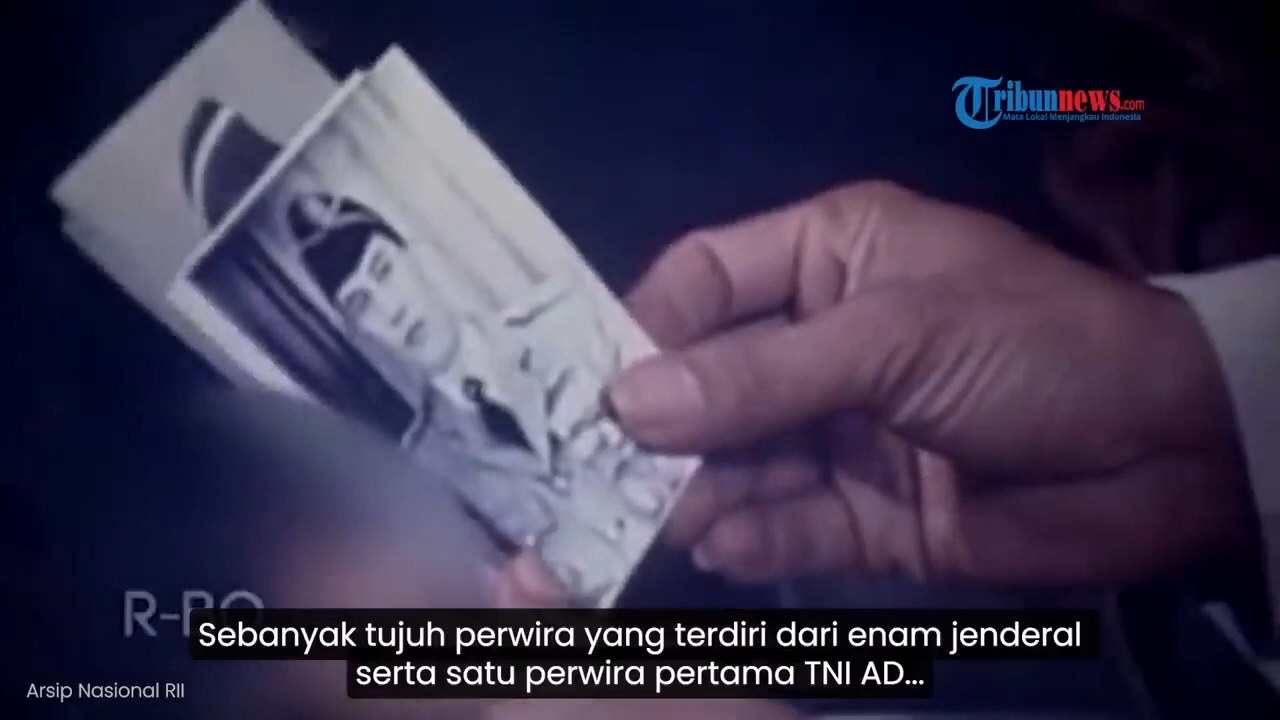 Tribunnews.com
Mata Lokal Menjangkau Indonesia
Sebanyak tujuh perwira yang terdiri dari enam jenderal
serta satu perwira pertama TNI AD...
Arsip Nasional RII